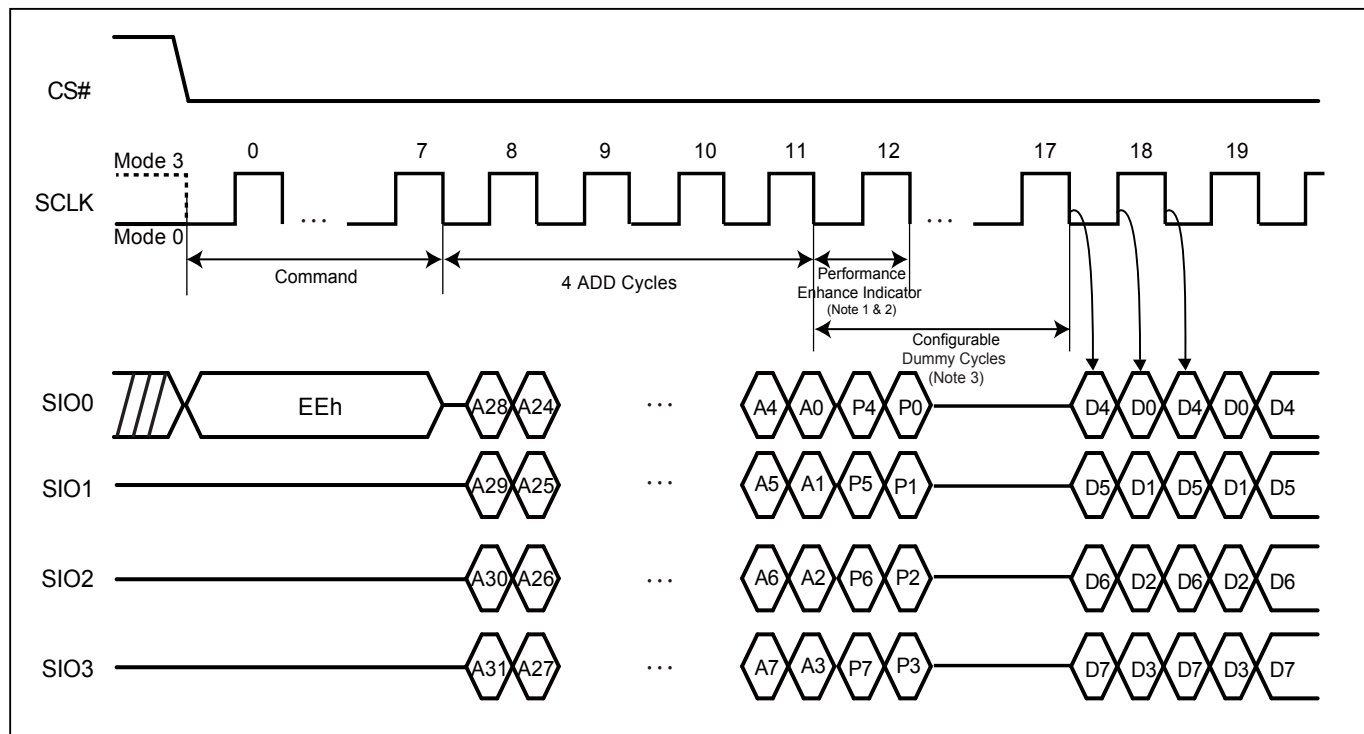 CS#
0 7 8 9 10 11 12 17 18 19
Mode 3
SCLK
...
...
Mode 0
Command
4 ADD Cycles
Performance
Enhance Indicator
(Note 1 & 2)
Configurable
Dummy Cycles
(Note 3)
SIO0 EEh A28 A24 ... A4 A0 P4 P0 D4 D0 D4 D0 D4
SIO1 A29 A25 ... A5 A1 P5 P1 D5 D1 D5 D1 D5
SIO2 A30 A26 ... A6 A2 P6 P2 D6 D2 D6 D2 D6
SIO3 A31 A27 ... A7 A3 P7 P3 D7 D3 D7 D3 D7